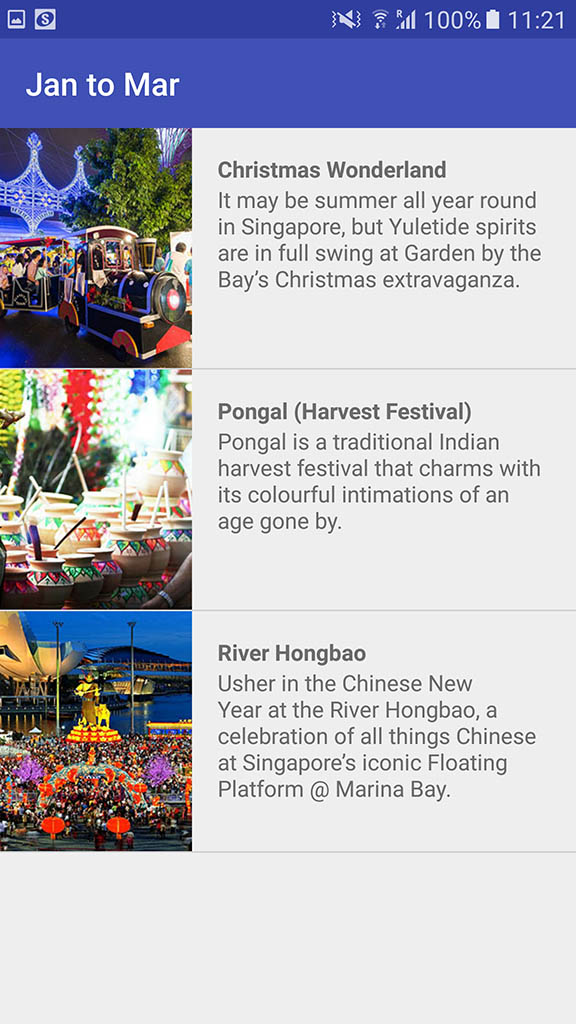 R 100% 11:21
Jan to Mar
Christmas Wonderland
It may be summer all year round
in Singapore, but Yuletide spirits
are in full swing at Garden by the
Bay’s Christmas extravaganza.
Pongal (Harvest Festival)
Pongal is a traditional Indian
harvest festival that charms with
its colourful intimations of an
age gone by.
River Hongbao
Usher in the Chinese New
Year at the River Hongbao, a
celebration of all things Chinese
at Singapore’s iconic Floating
Platform @ Marina Bay.